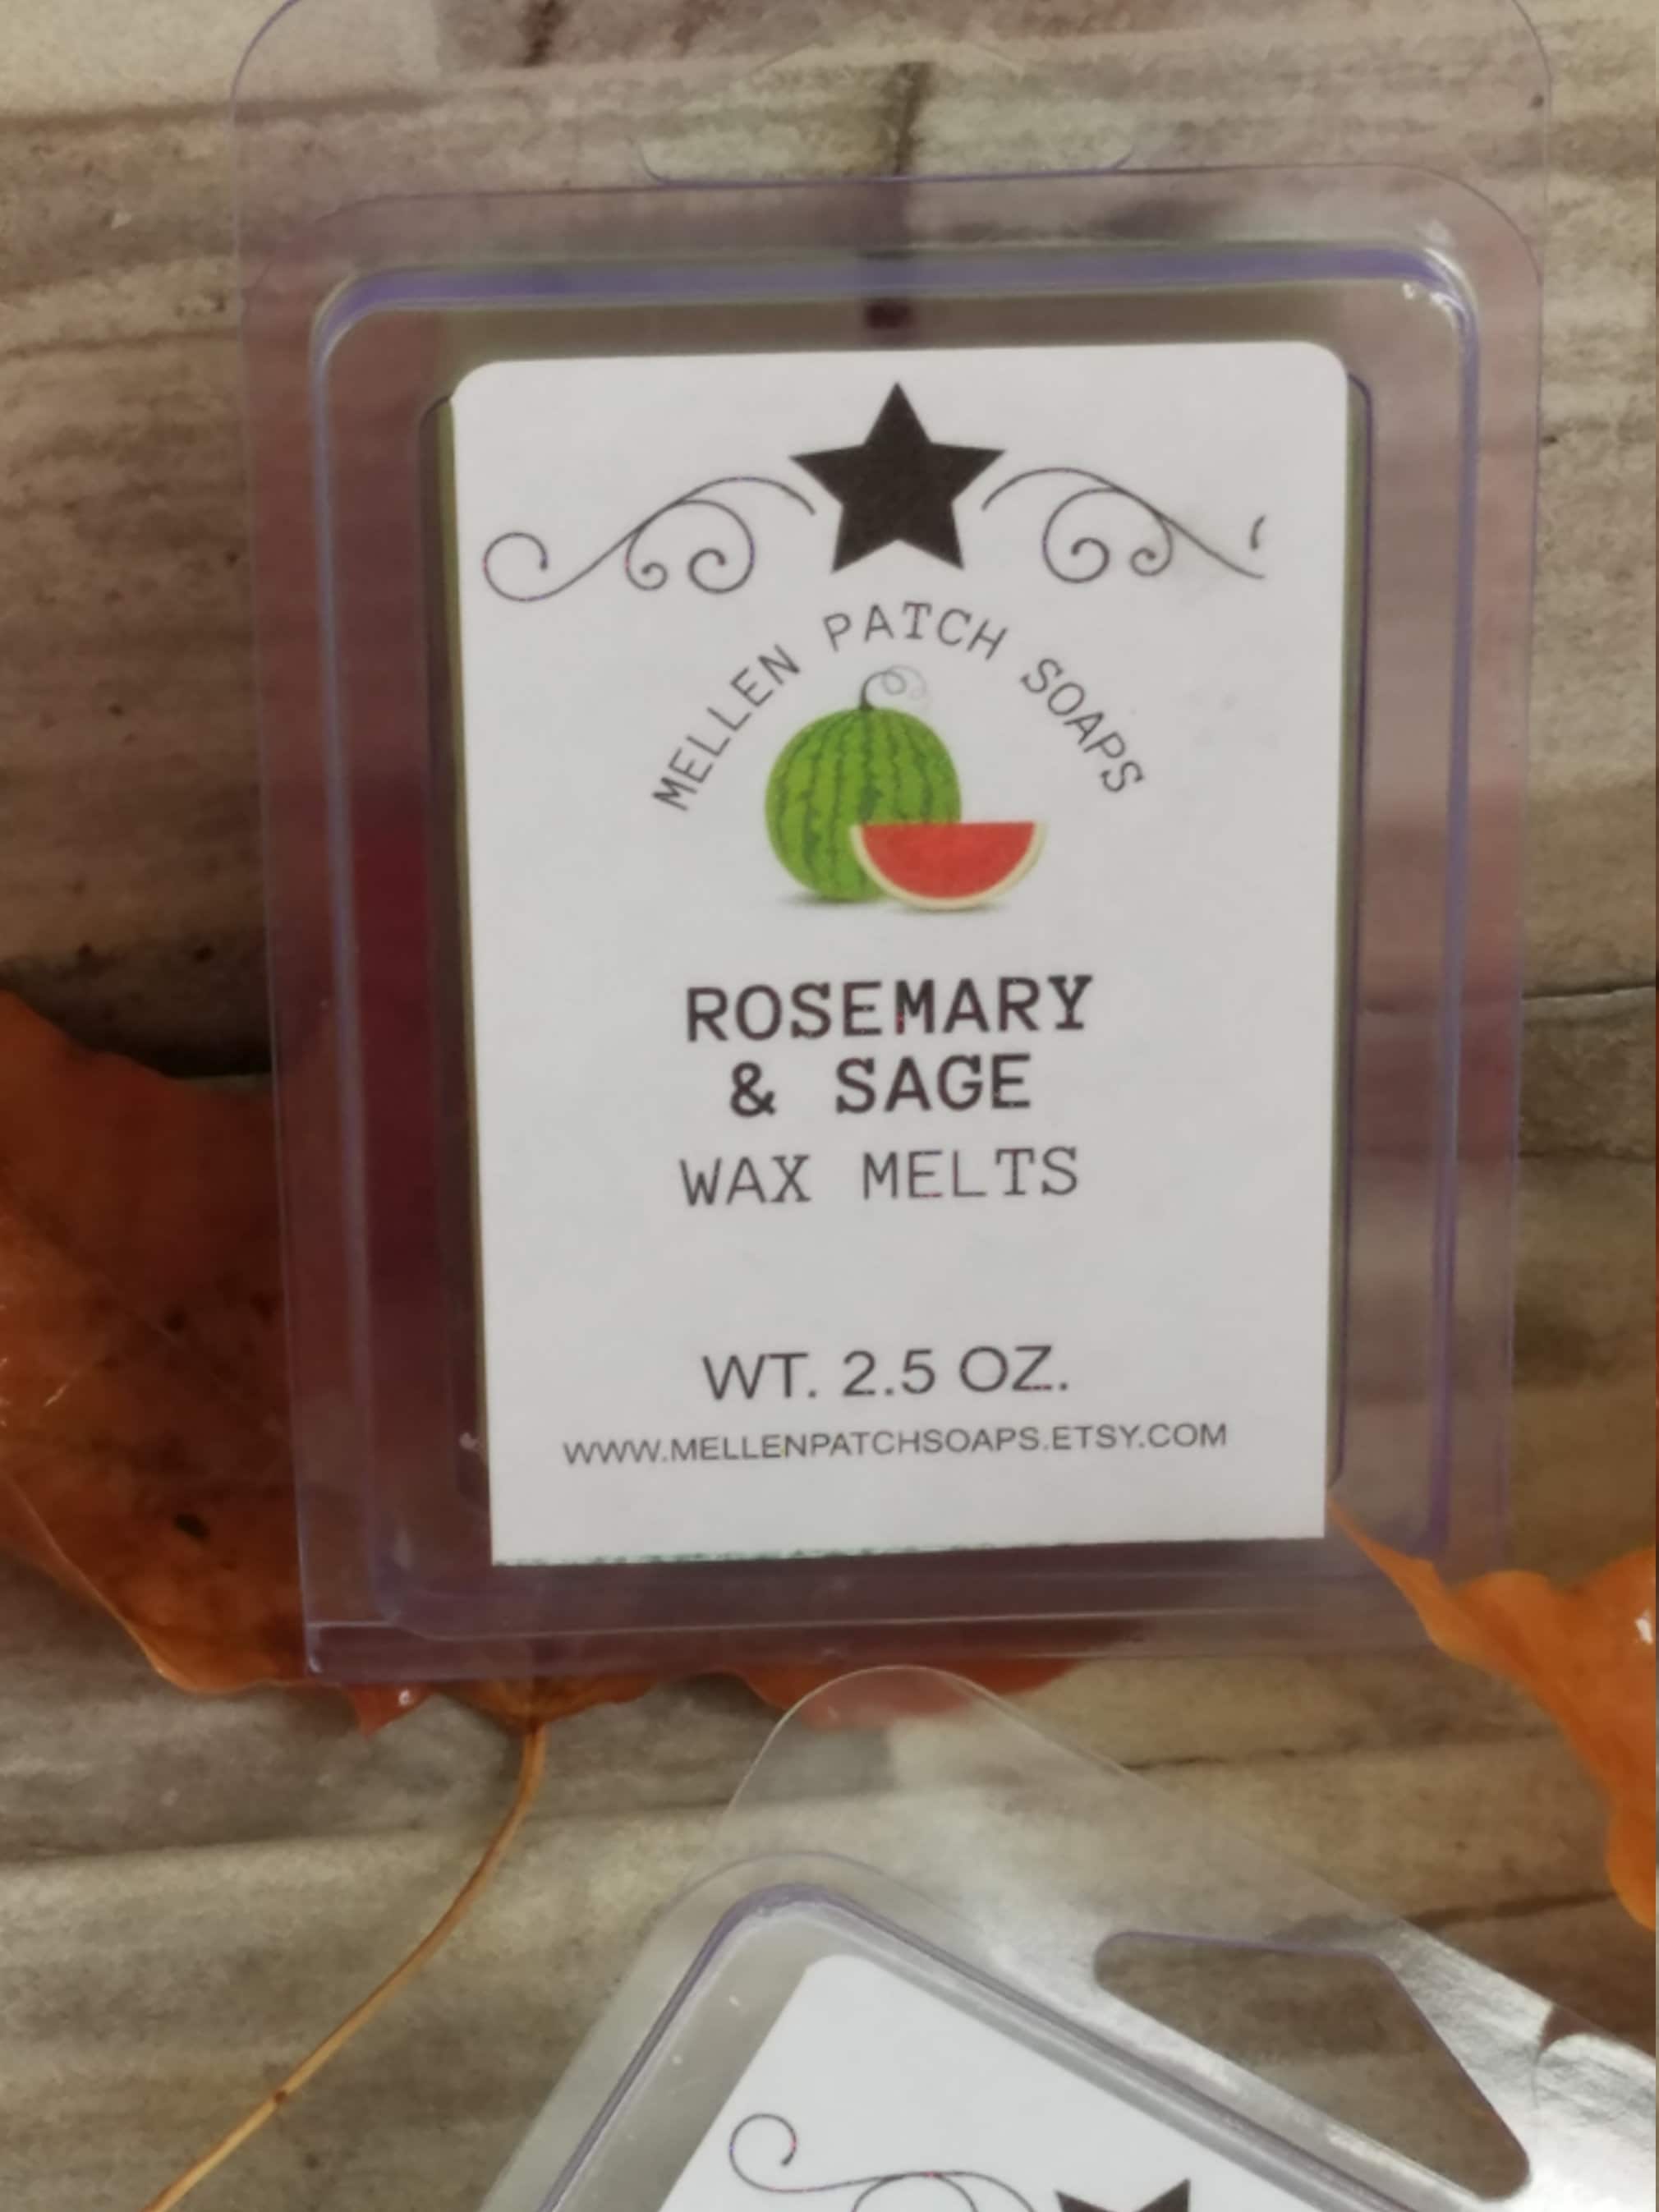 MELLEN PATCH SOAPS
ROSEMARY
& SAGE
WAX MELTS
WT. 2.5 OZ.
WWW.MELLENPATCHSOAPS.ETSY.COM